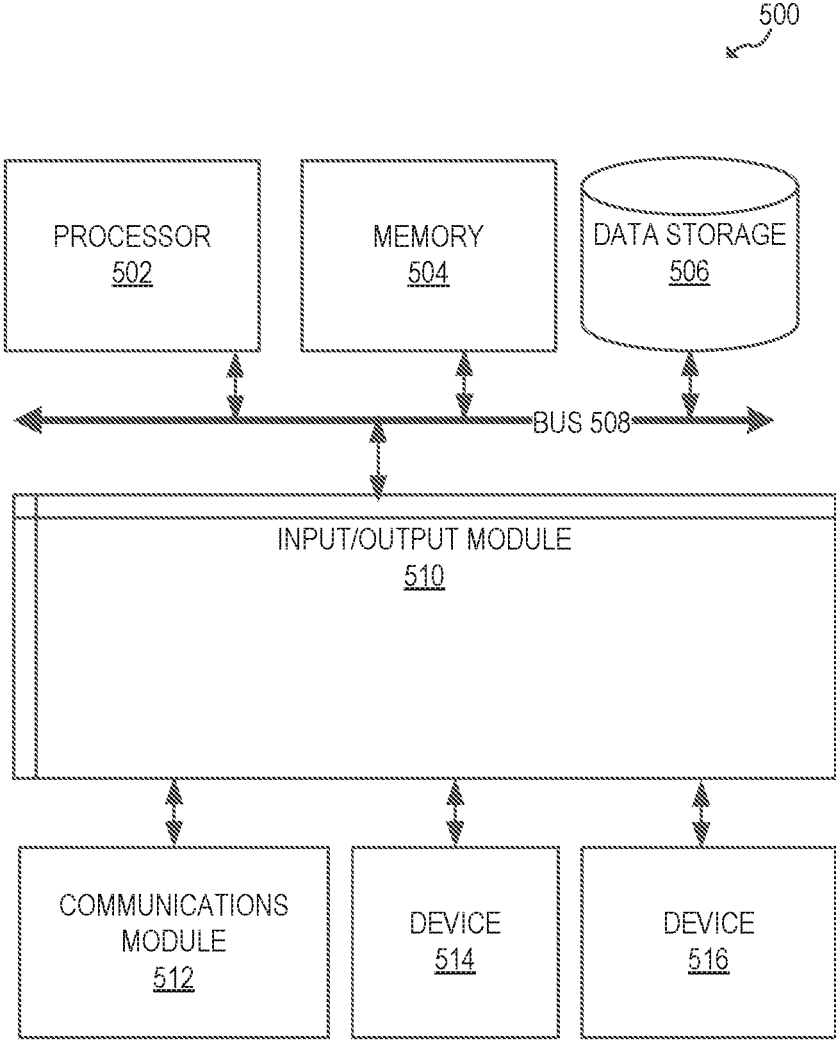 500
PROCESSOR
502
MEMORY
504
DATA STORAGE
506
BUS 508
INPUT/OUTPUT MODULE
510
COMMUNICATIONS
MODULE
512
DEVICE
514
DEVICE
516